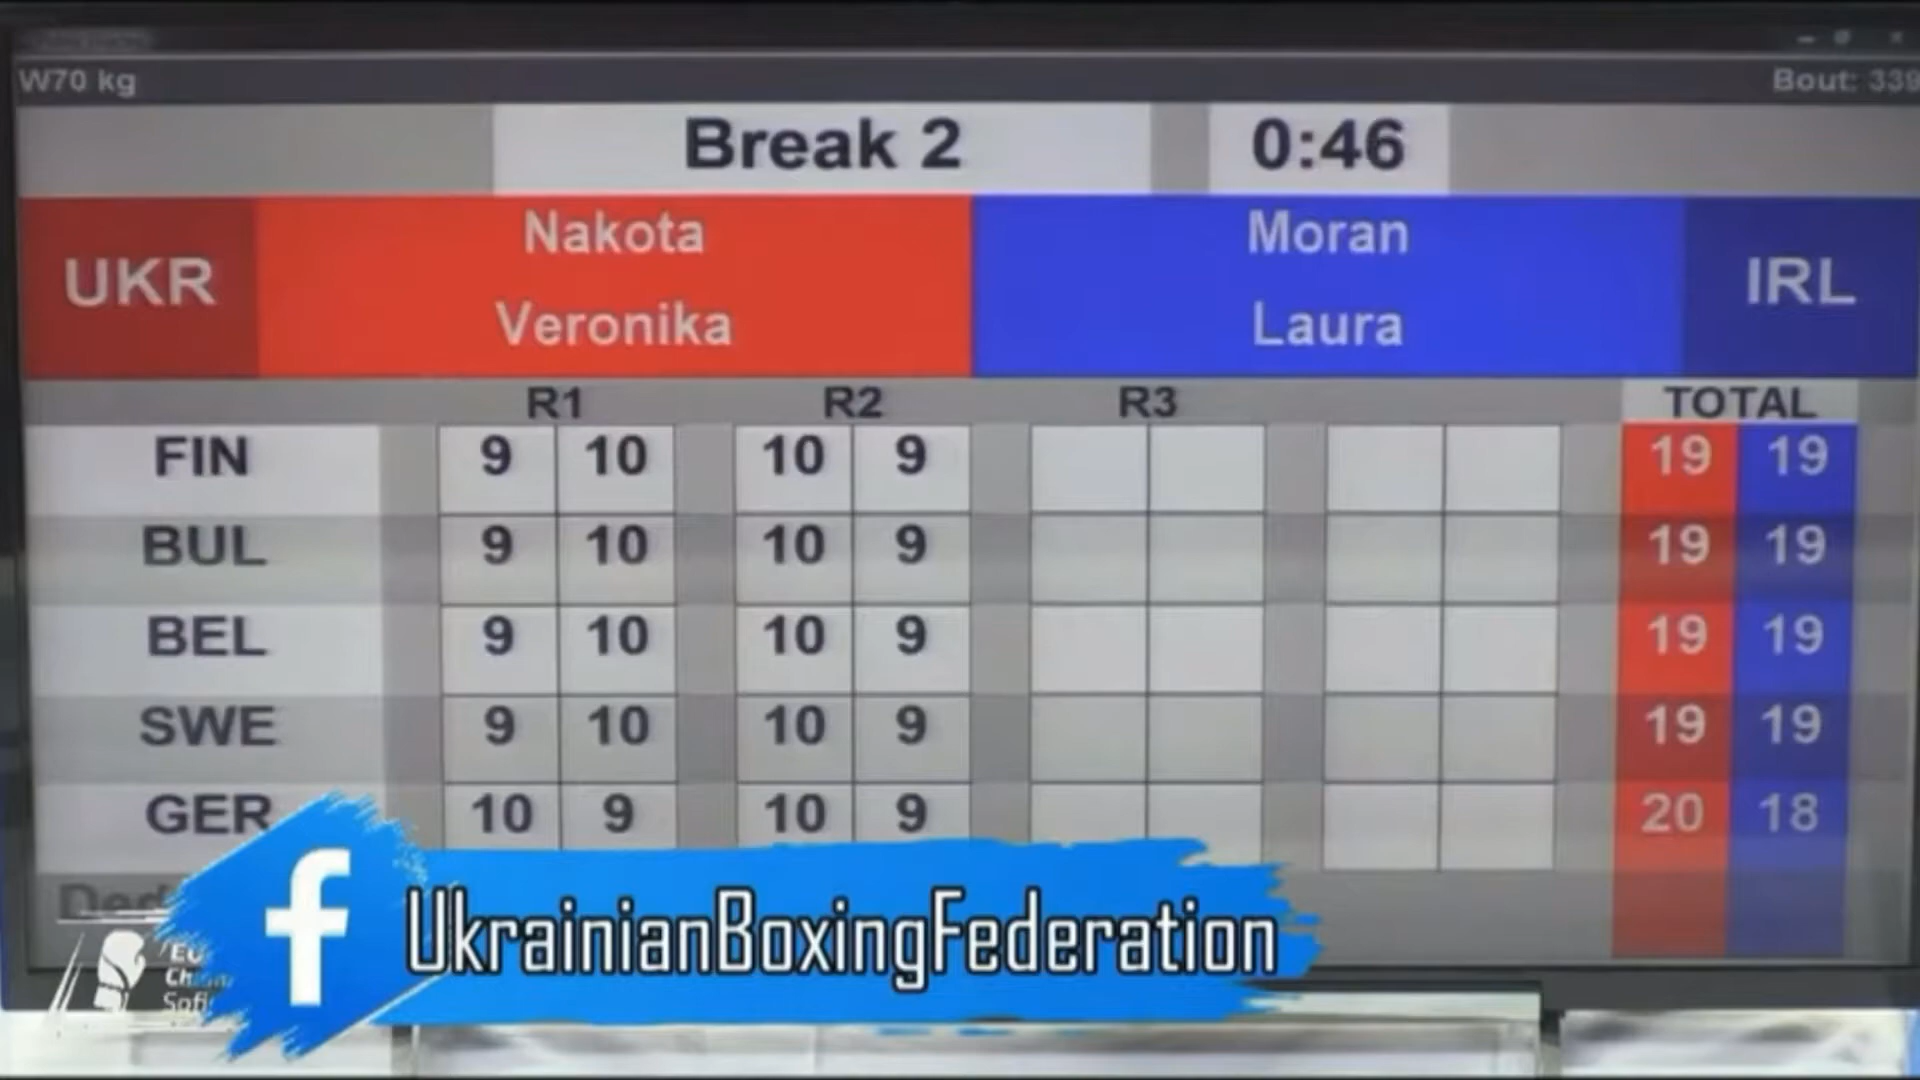 W70 kg Bout: 339
Break 2 0:46
UKR Nakota Veronika Moran Laura IRL
R1 R2 R3 TOTAL
FIN 9 10 10 9 19 19
BUL 9 10 10 9 19 19
BEL 9 10 10 9 19 19
SWE 9 10 10 9 19 19
GER 10 9 10 9 20 18
f UkrainianBoxingFederation